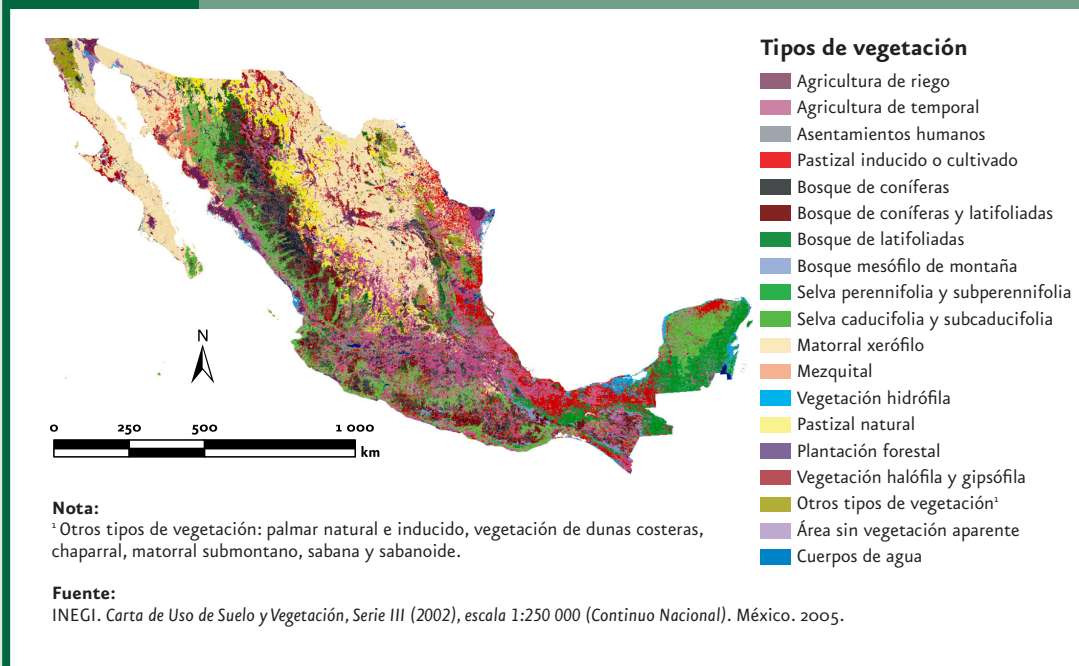 Tipos de vegetación
Agricultura de riego
Agricultura de temporal
Asentamientos humanos
Pastizal inducido o cultivado
Bosque de coníferas
Bosque de coníferas y latifoliadas
Bosque de latifoliadas
Bosque mesófilo de montaña
Selva perennifolia y subperennifolia
Selva caducifolia y subcaducifolia
Matorral xerófilo
Mezquital
Vegetación hidrófila
Pastizal natural
Plantación forestal
Vegetación halófila y gipsófila
Otros tipos de vegetación¹
Área sin vegetación aparente
Cuerpos de agua
N
0 250 500 1 000
km
Nota:
¹ Otros tipos de vegetación: palmar natural e inducido, vegetación de dunas costeras,
chaparral, matorral submontano, sabana y sabanoide.
Fuente:
INEGI. Carta de Uso de Suelo y Vegetación, Serie III (2002), escala 1:250 000 (Continuo Nacional). México. 2005.